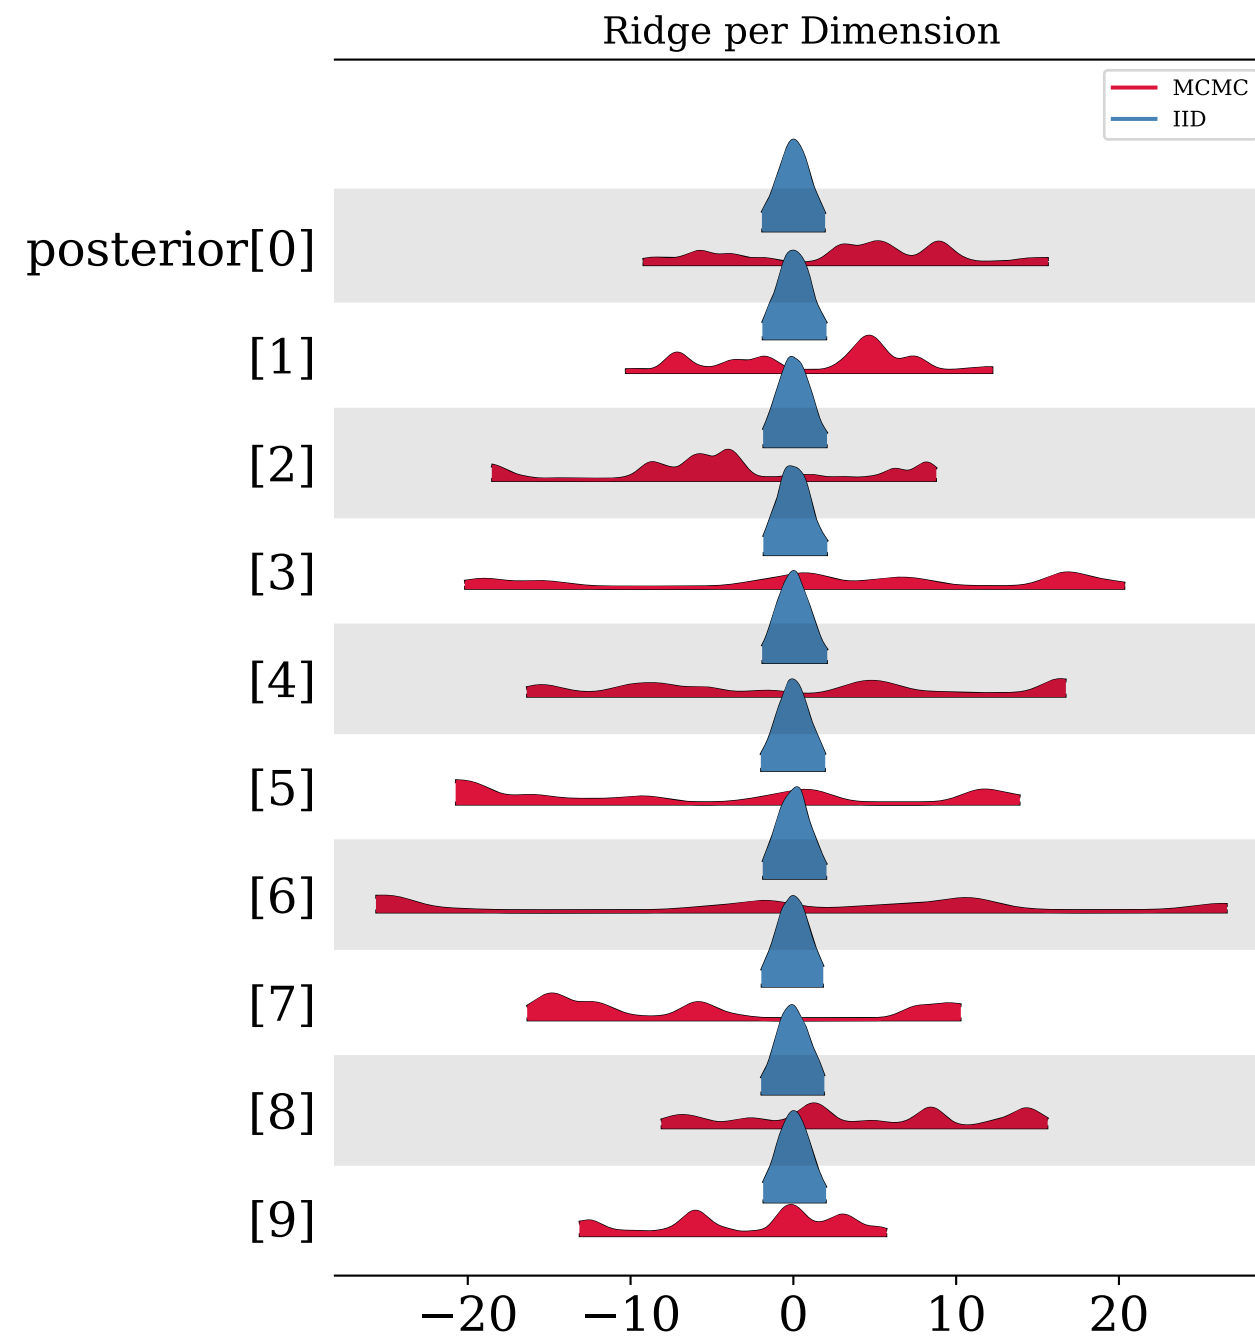 Ridge per Dimension
MCMC
IID
posterior[0]
[1]
[2]
[3]
[4]
[5]
[6]
[7]
[8]
[9]
−20 −10 0 10 20